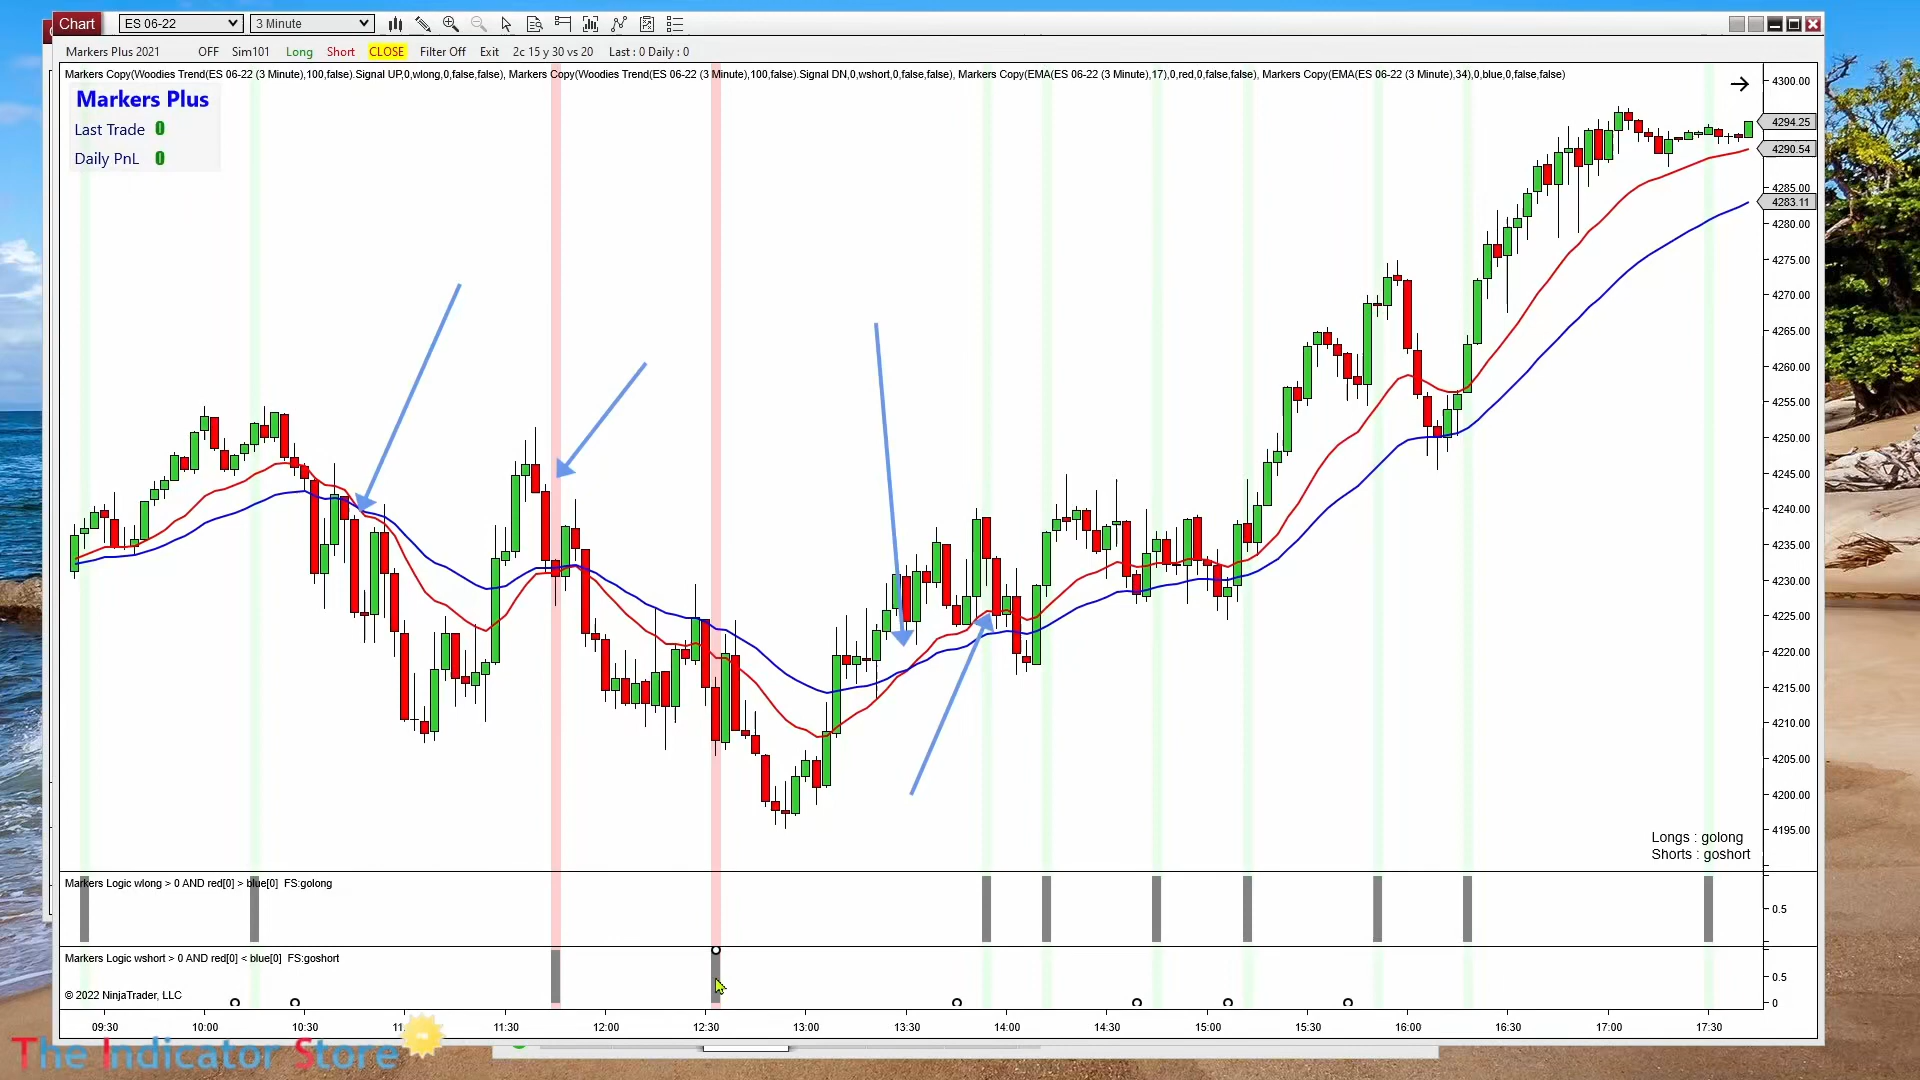 Chart ES 06-22 3 Minute
Markers Plus 2021 OFF Sim101 Long Short CLOSE Filter Off Exit 2c 15 y 30 vs 20 Last : 0 Daily : 0
Markers Copy(Woodies Trend(ES 06-22 (3 Minute),100,false).Signal UP,0,wlong,0,false,false), Markers Copy(Woodies Trend(ES 06-22 (3 Minute),100,false).Signal DN,0,wshort,0,false,false), Markers Copy(EMA(ES 06-22 (3 Minute),17),0,red,0,false,false), Markers Copy(EMA(ES 06-22 (3 Minute),34),0,blue,0,false,false)
Markers Plus
Last Trade 0
Daily PnL 0
4300.00
4294.25
4290.54
4285.00
4283.11
4280.00
4275.00
4270.00
4265.00
4260.00
4255.00
4250.00
4245.00
4240.00
4235.00
4230.00
4225.00
4220.00
4215.00
4210.00
4205.00
4200.00
4195.00
Longs : golong
Shorts : goshort
Markers Logic wlong > 0 AND red[0] > blue[0] FS:golong
0.5
Markers Logic wshort > 0 AND red[0] < blue[0] FS:goshort
0.5
0
© 2022 NinjaTrader, LLC
09:30 10:00 10:30 11: 11:30 12:00 12:30 13:00 13:30 14:00 14:30 15:00 15:30 16:00 16:30 17:00 17:30
The Indicator Store